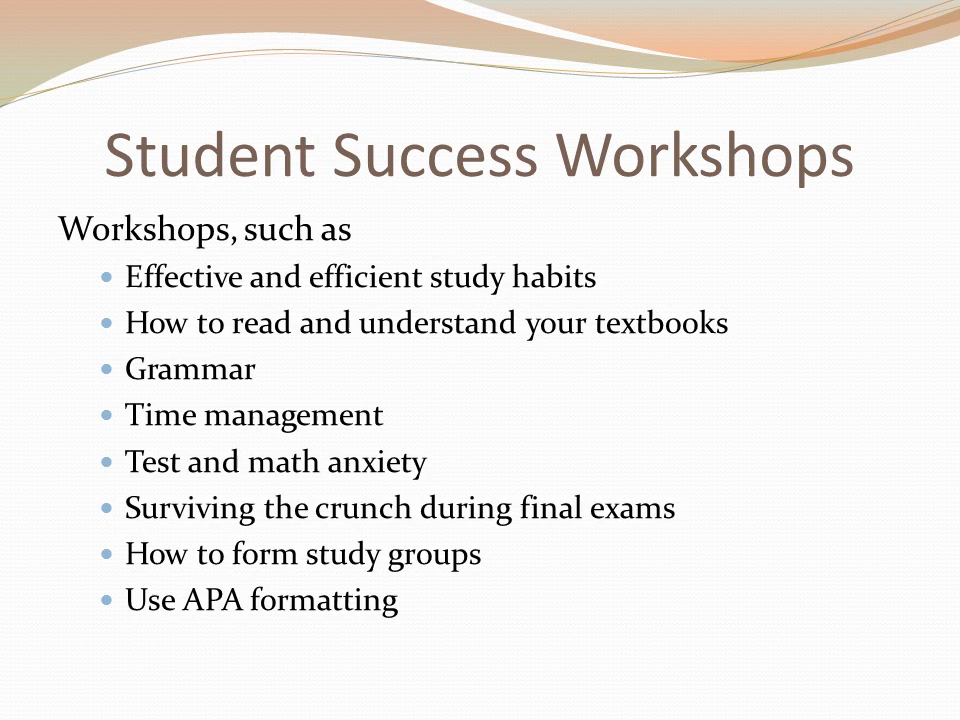 Student Success Workshops
Workshops, such as
Effective and efficient study habits
How to read and understand your textbooks
Grammar
Time management
Test and math anxiety
Surviving the crunch during final exams
How to form study groups
Use APA formatting